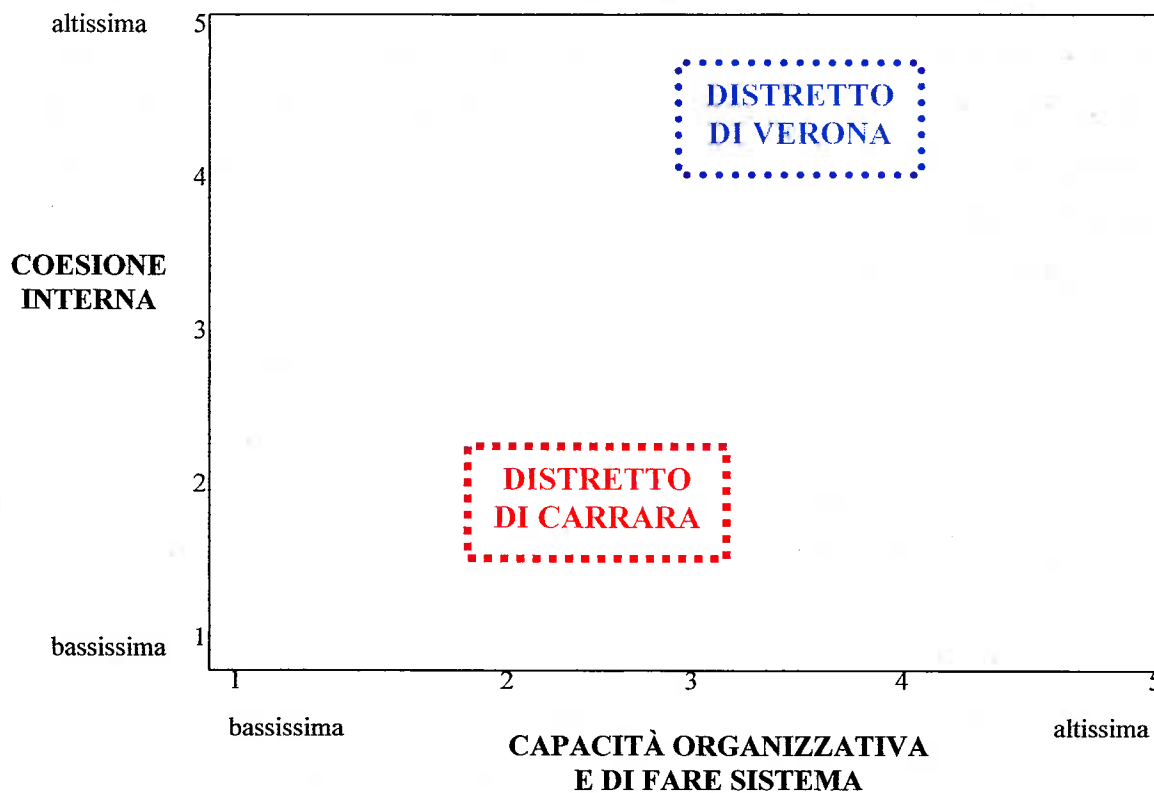 altissima
5
DISTRETTO
DI VERONA
4
COESIONE
INTERNA
3
2
DISTRETTO
DI CARRARA
1
bassissima
1 2 3 4 5
bassissima
altissima
CAPACITÀ ORGANIZZATIVA
E DI FARE SISTEMA